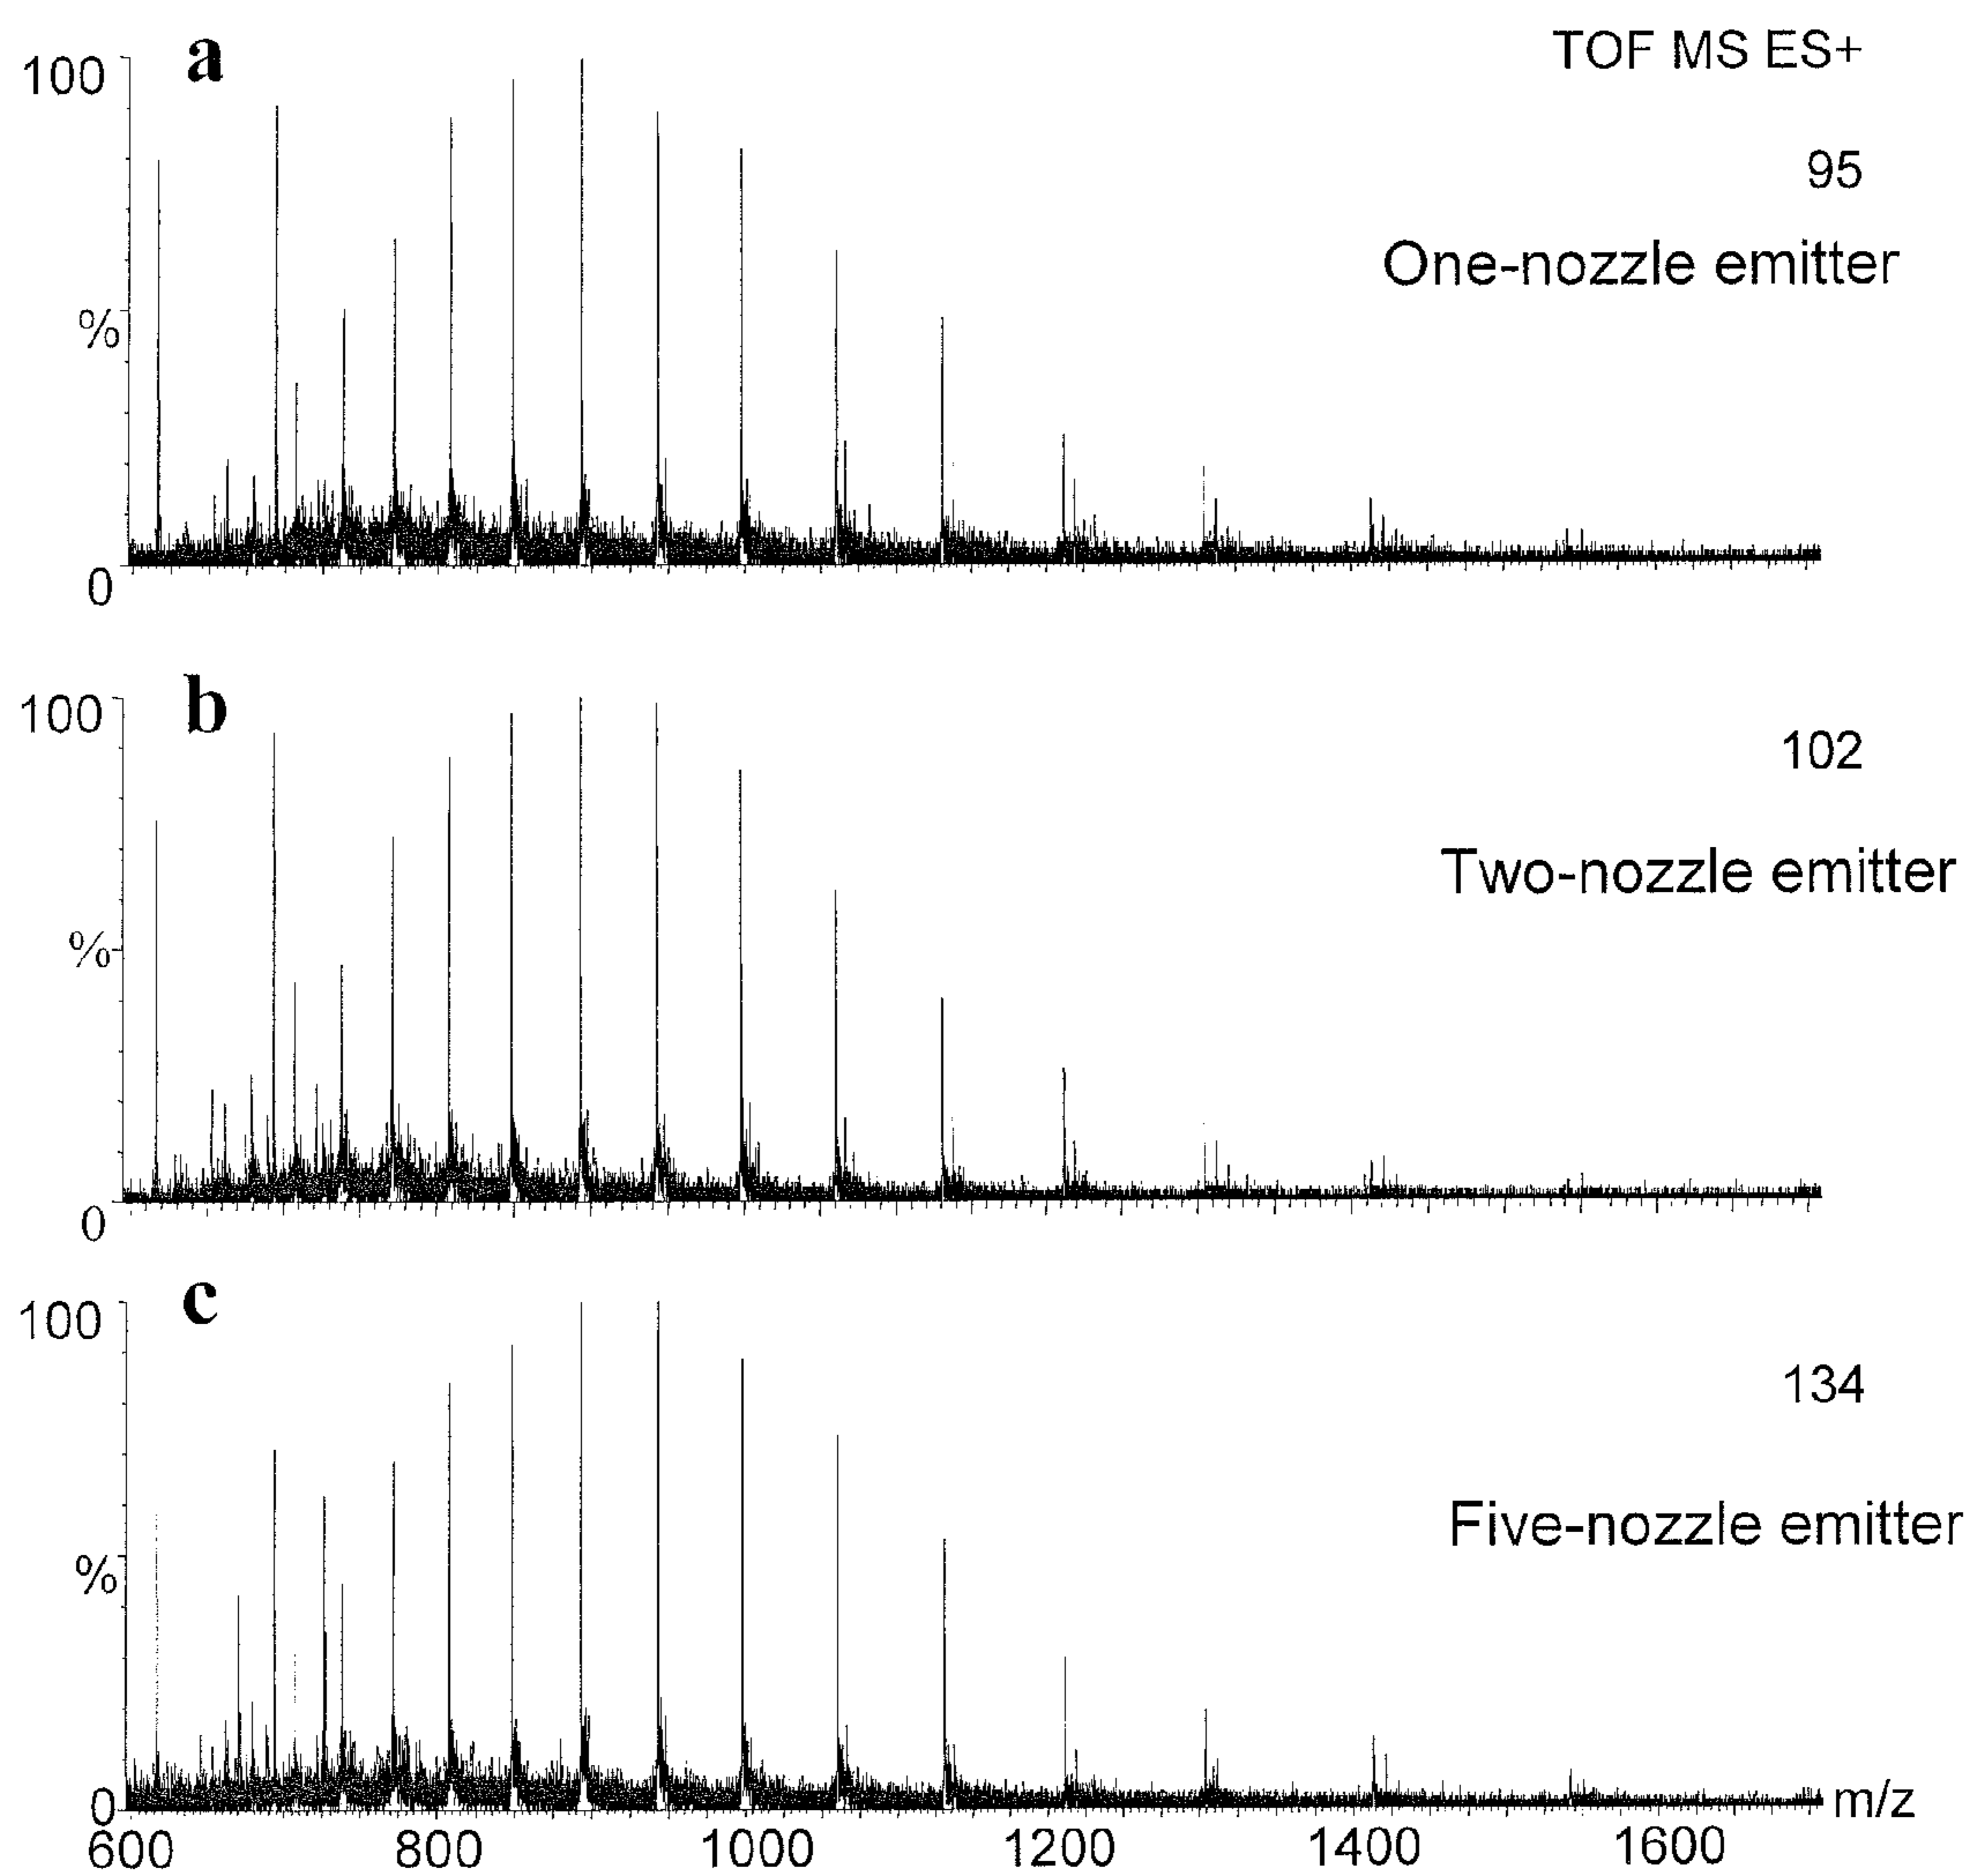 a
TOF MS ES+
100
95
One-nozzle emitter
%
0
b
100
102
Two-nozzle emitter
%
0
c
100
134
Five-nozzle emitter
%
0
m/z
600 800 1000 1200 1400 1600